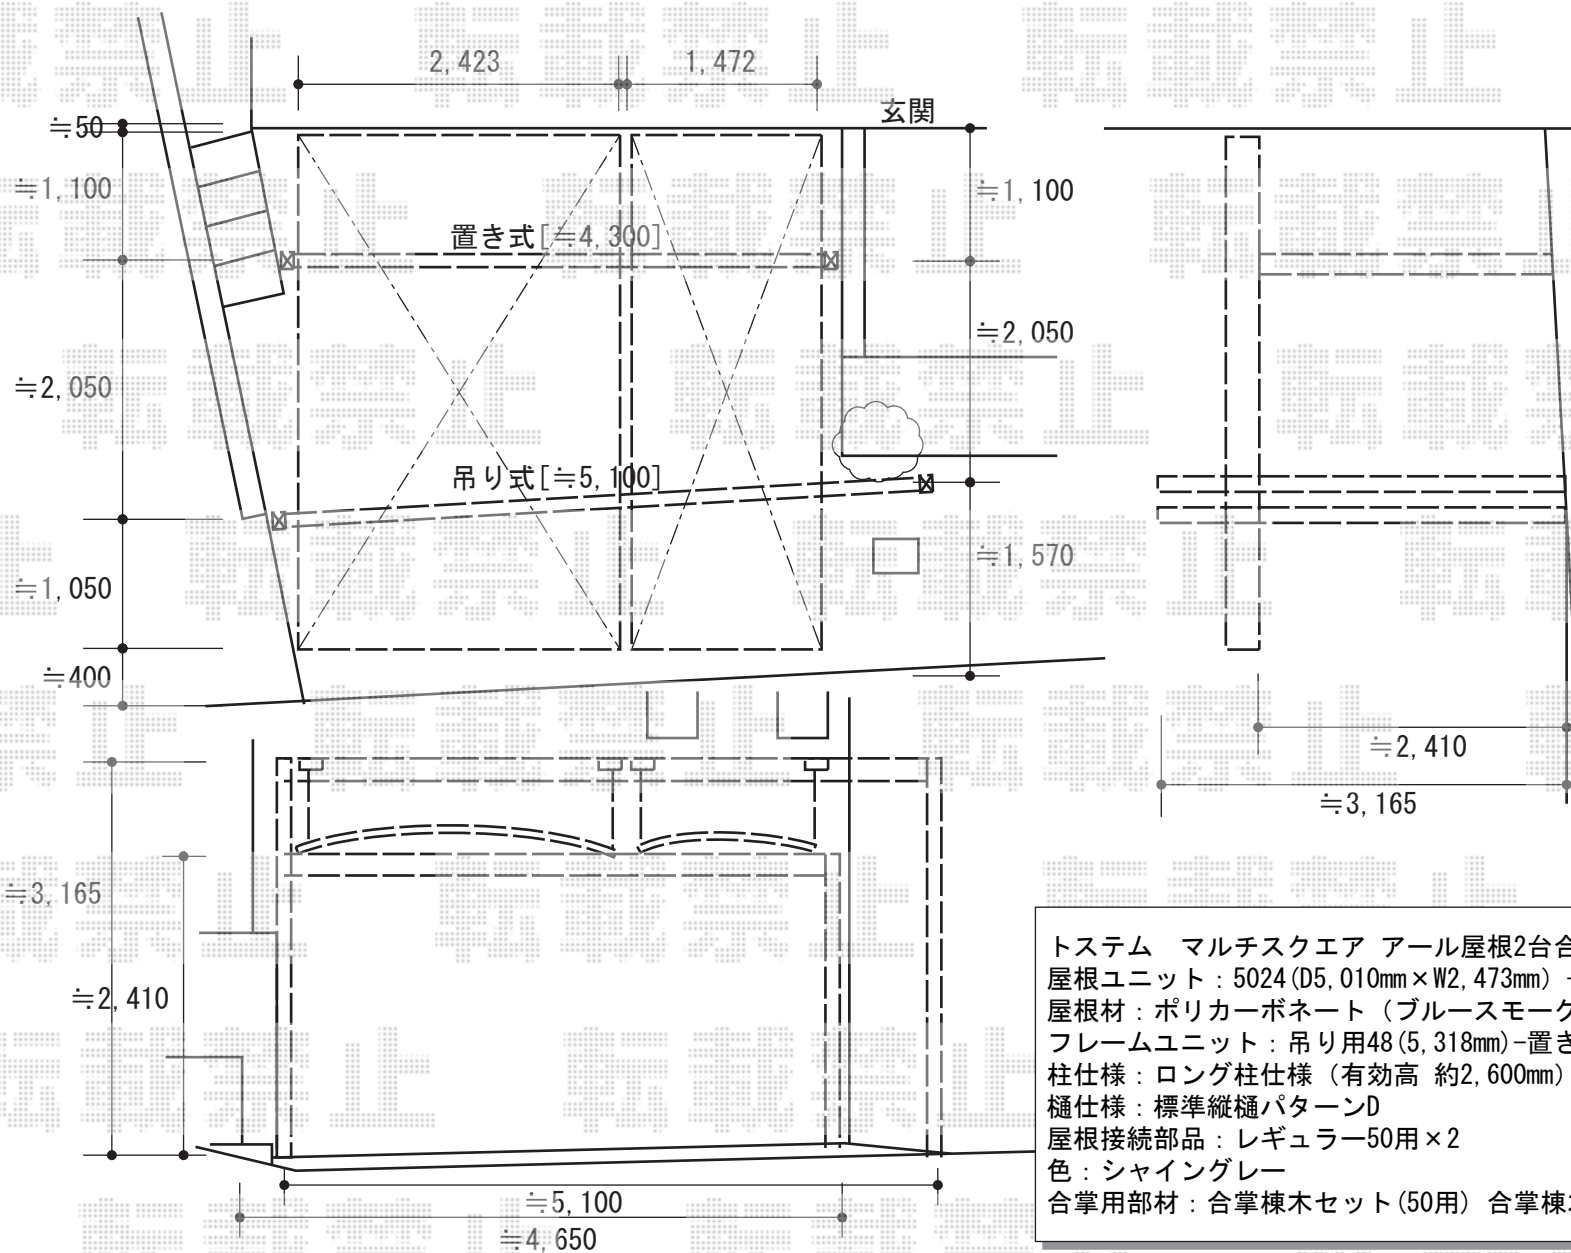 2,423
1,472
玄関
≒50
≒1,100
≒1,100
置き式[≒4,300]
≒2,050
≒2,050
吊り式[≒5,100]
≒1,570
≒1,050
≒400
≒2,410
≒3,165
≒3,165
≒2,410
≒5,100
≒4,650
トステム マルチスクエア アール屋根2台合
屋根ユニット：5024(D5,010mm×W2,473mm)
屋根材：ポリカーボネート（ブルースモーク
フレームユニット：吊り用48(5,318mm)-置き
柱仕様：ロング柱仕様（有効高 約2,600mm）
樋仕様：標準縦樋パターンD
屋根接続部品：レギュラー50用×2
色：シャイングレー
合掌用部材：合掌棟木セット(50用) 合掌棟木
転載禁止